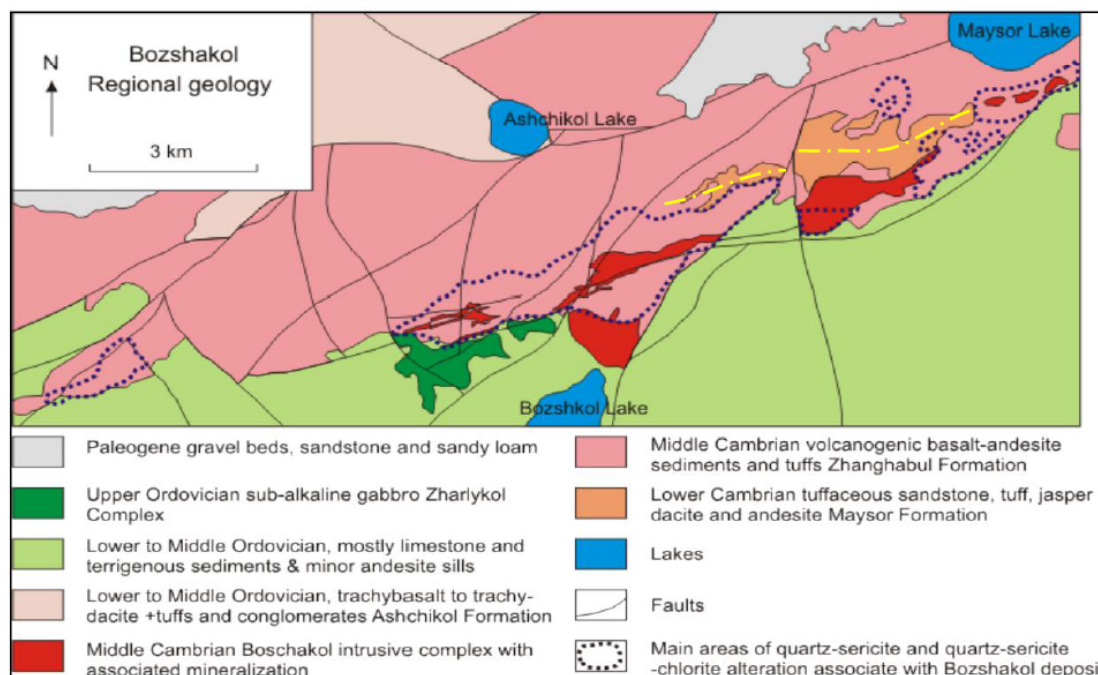 Bozshakol
Regional geology
N
3 km
Maysor Lake
Ashchikol Lake
Bozshkol Lake
Paleogene gravel beds, sandstone and sandy loam
Upper Ordovician sub-alkaline gabbro Zharlykol
Complex
Lower to Middle Ordovician, mostly limestone and
terrigenous sediments & minor andesite sills
Lower to Middle Ordovician, trachybasalt to trachy-
dacite +tuffs and conglomerates Ashchikol Formation
Middle Cambrian Boschakol intrusive complex with
associated mineralization
Middle Cambrian volcanogenic basalt-andesite
sediments and tuffs Zhanghabul Formation
Lower Cambrian tuffaceous sandstone, tuff, jasper
dacite and andesite Maysor Formation
Lakes
Faults
Main areas of quartz-sericite and quartz-sericite
-chlorite alteration associate with Bozshakol deposi